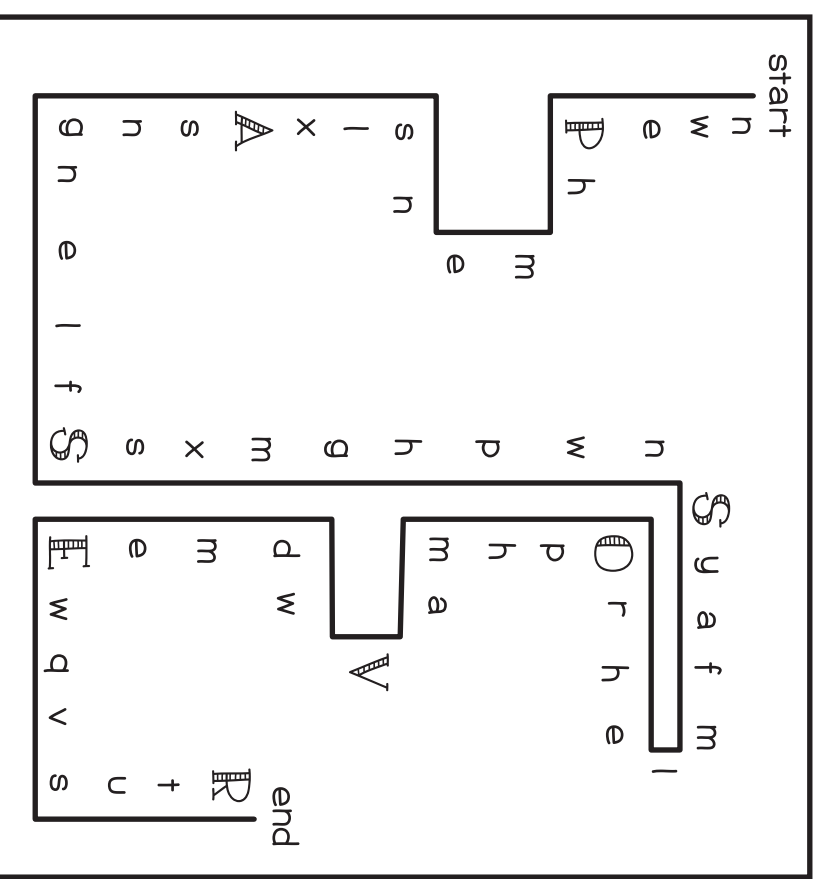 start
n w e P
h
m e
n
s l x A s n g
n e l f S
s x m g h p w n
S y a f m
l
e h r O
p h m
a
V
w
d m e E
w q v s
u t R
end